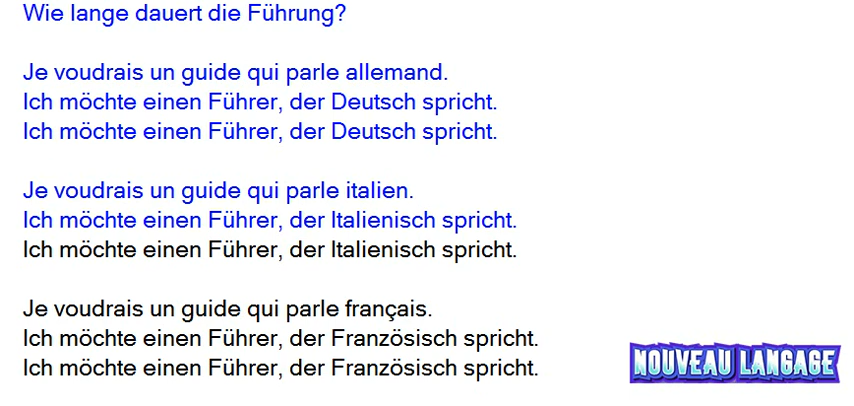 Wie lange dauert die Führung?
Je voudrais un guide qui parle allemand.
Ich möchte einen Führer, der Deutsch spricht.
Ich möchte einen Führer, der Deutsch spricht.
Je voudrais un guide qui parle italien.
Ich möchte einen Führer, der Italienisch spricht.
Ich möchte einen Führer, der Italienisch spricht.
Je voudrais un guide qui parle français.
Ich möchte einen Führer, der Französisch spricht.
Ich möchte einen Führer, der Französisch spricht.
NOUVEAU LANGAGE